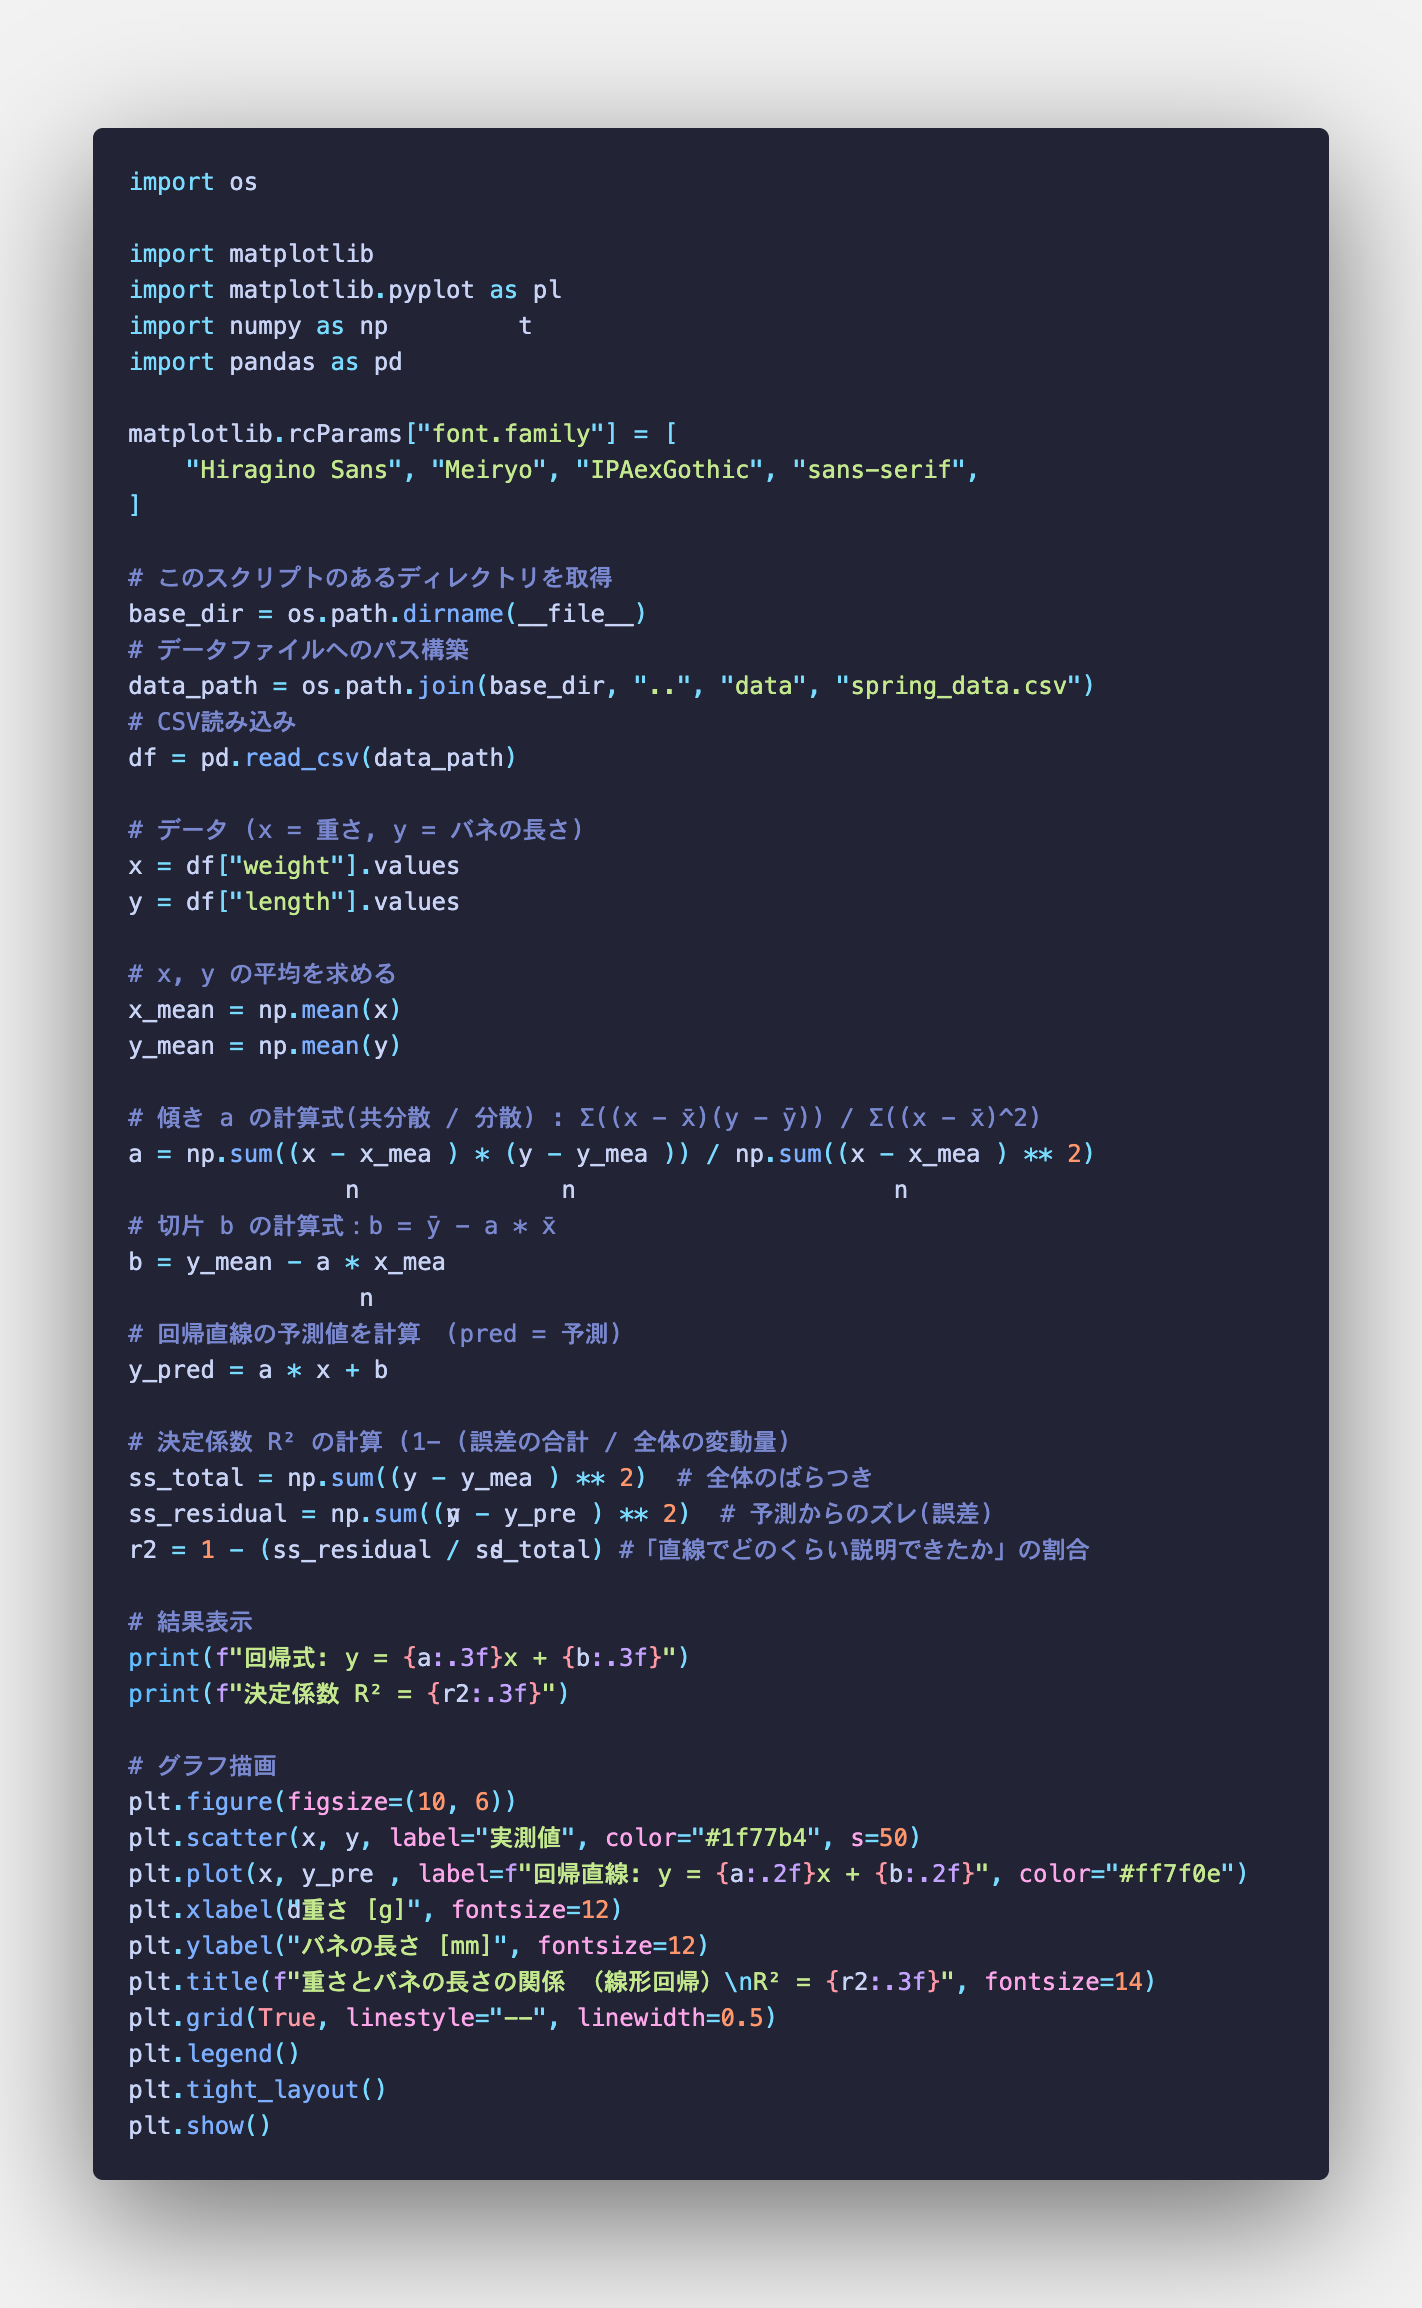 import os
import matplotlib
import matplotlib.pyplot as plt
import numpy as np
import pandas as pd
matplotlib.rcParams["font.family"] = [
    "Hiragino Sans", "Meiryo", "IPAexGothic", "sans-serif",
]
# このスクリプトのあるディレクトリを取得
base_dir = os.path.dirname(__file__)
# データファイルへのパス構築
data_path = os.path.join(base_dir, "..", "data", "spring_data.csv")
# CSV読み込み
df = pd.read_csv(data_path)
# データ (x = 重さ, y = バネの長さ)
x = df["weight"].values
y = df["length"].values
# x, y の平均を求める
x_mean = np.mean(x)
y_mean = np.mean(y)
# 傾き a の計算式(共分散 / 分散) : Σ((x - x̄)(y - ȳ)) / Σ((x - x̄)^2)
a = np.sum((x - x_mean) * (y - y_mean)) / np.sum((x - x_mean) ** 2)
# 切片 b の計算式：b = ȳ - a * x̄
b = y_mean - a * x_mean
# 回帰直線の予測値を計算 (pred = 予測)
y_pred = a * x + b
# 決定係数 R² の計算 (1- (誤差の合計 / 全体の変動量)
ss_total = np.sum((y - y_mean) ** 2)  # 全体のばらつき
ss_residual = np.sum((y - y_pred) ** 2)  # 予測からのズレ(誤差)
r2 = 1 - (ss_residual / ss_total) #「直線でどのくらい説明できたか」の割合
# 結果表示
print(f"回帰式: y = {a:.3f}x + {b:.3f}")
print(f"決定係数 R² = {r2:.3f}")
# グラフ描画
plt.figure(figsize=(10, 6))
plt.scatter(x, y, label="実測値", color="#1f77b4", s=50)
plt.plot(x, y_pred, label=f"回帰直線: y = {a:.2f}x + {b:.2f}", color="#ff7f0e")
plt.xlabel("重さ [g]", fontsize=12)
plt.ylabel("バネの長さ [mm]", fontsize=12)
plt.title(f"重さとバネの長さの関係 （線形回帰）\nR² = {r2:.3f}", fontsize=14)
plt.grid(True, linestyle="--", linewidth=0.5)
plt.legend()
plt.tight_layout()
plt.show()